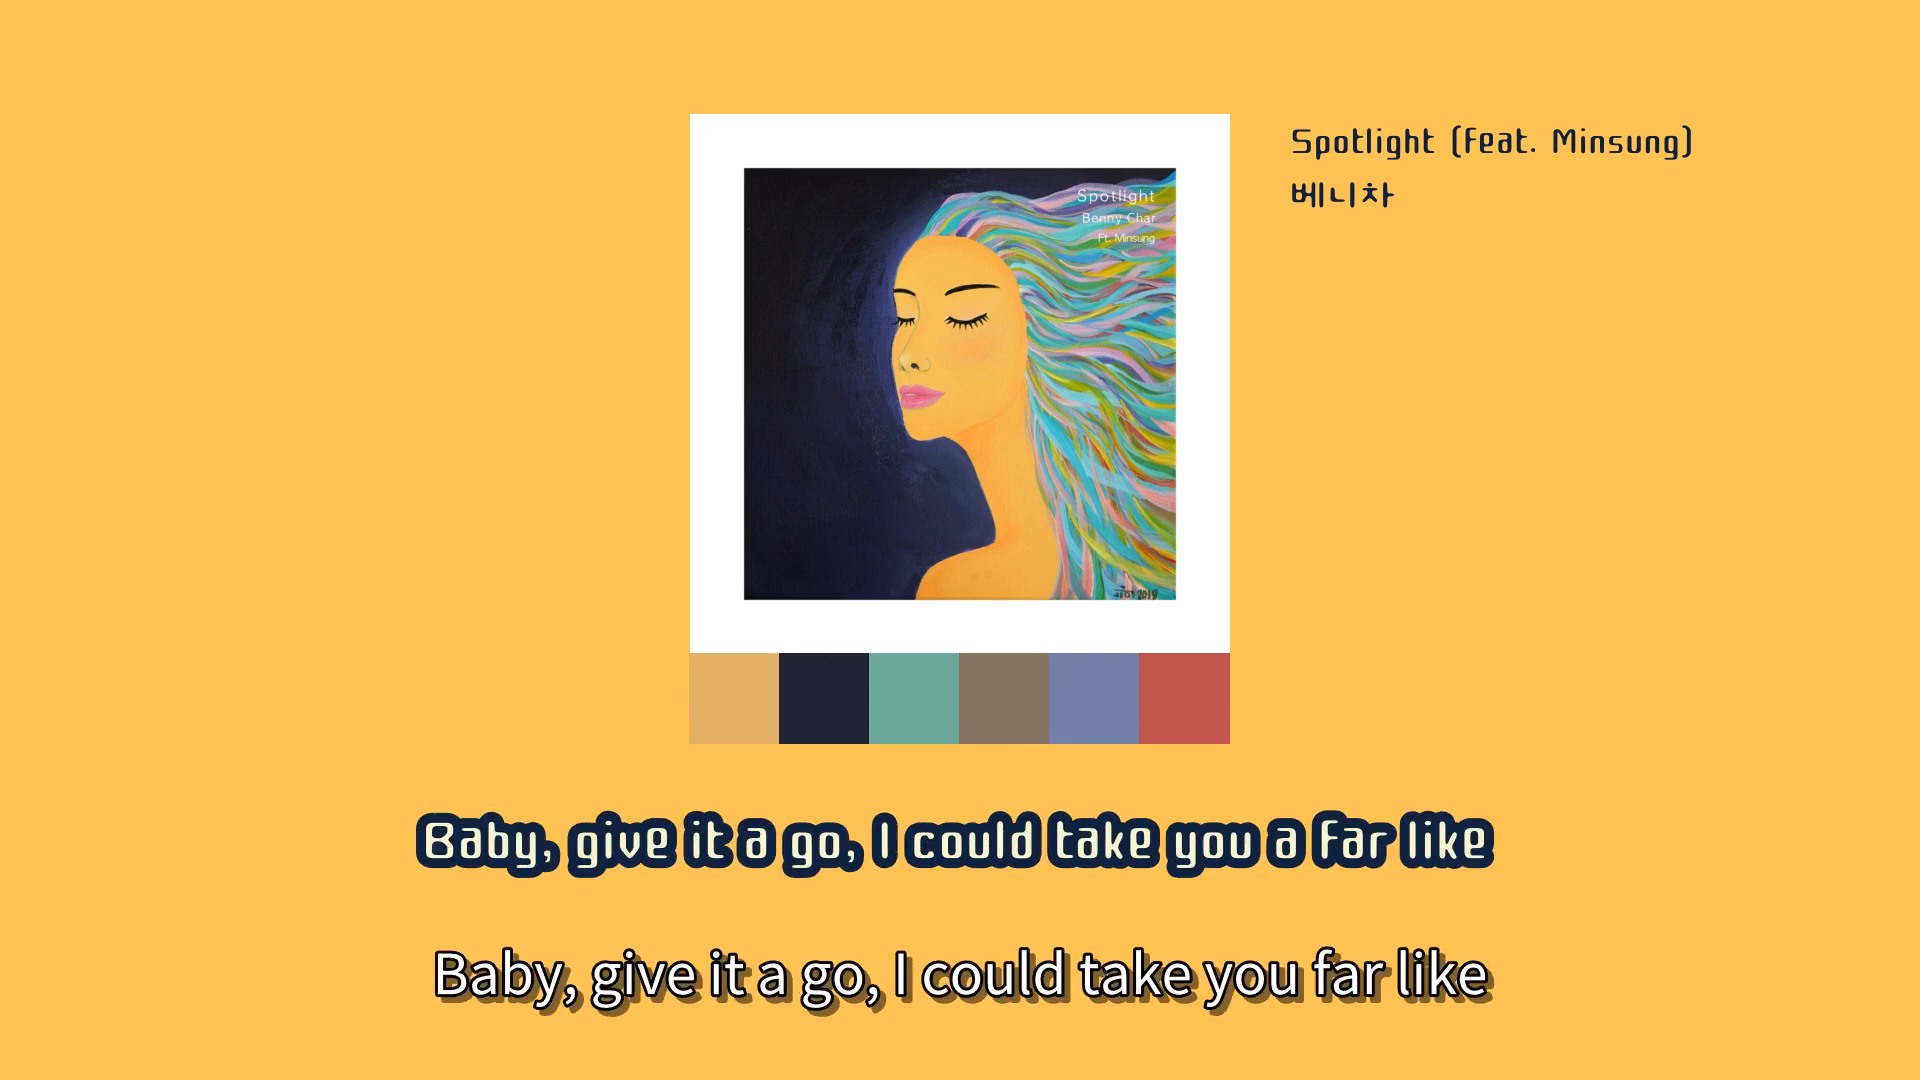 Spotlight (Feat. Minsung)
베니차
Spotlight
Benny Char
Ft. Minsung
2019
Baby, give it a go, I could take you a far like
Baby, give it a go, I could take you far like